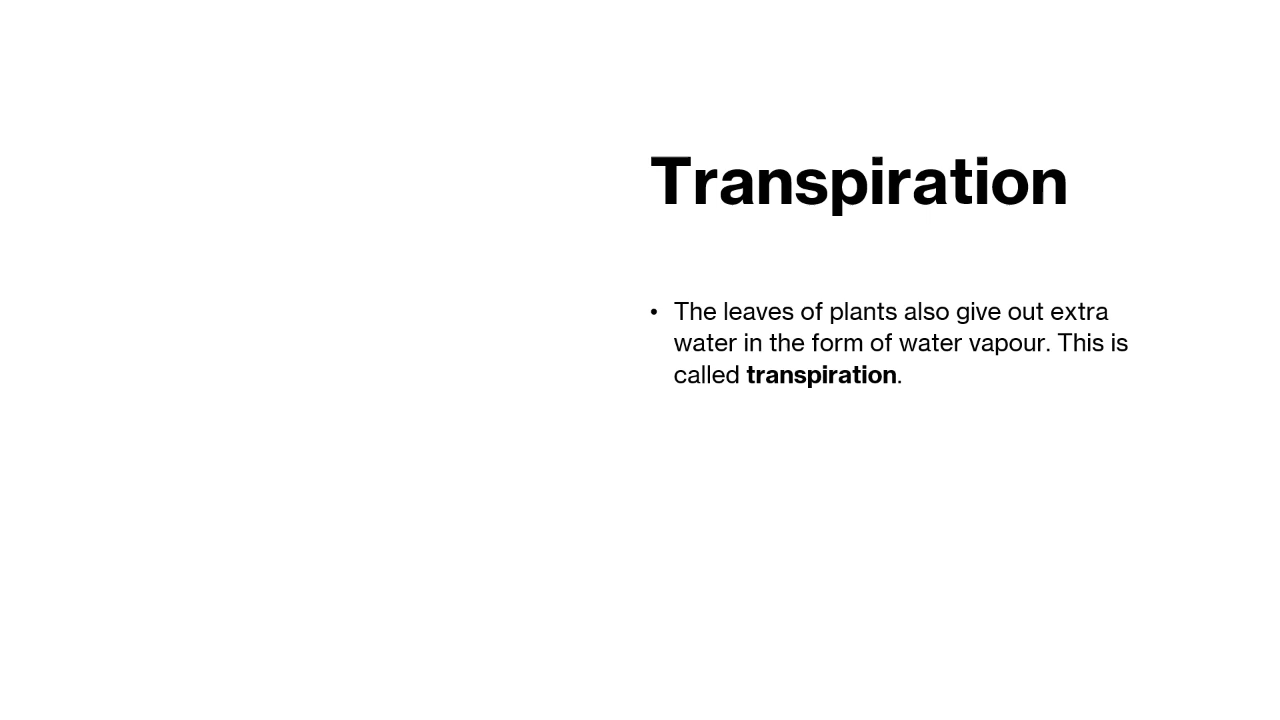 Transpiration
• The leaves of plants also give out extra
water in the form of water vapour. This is
called transpiration.